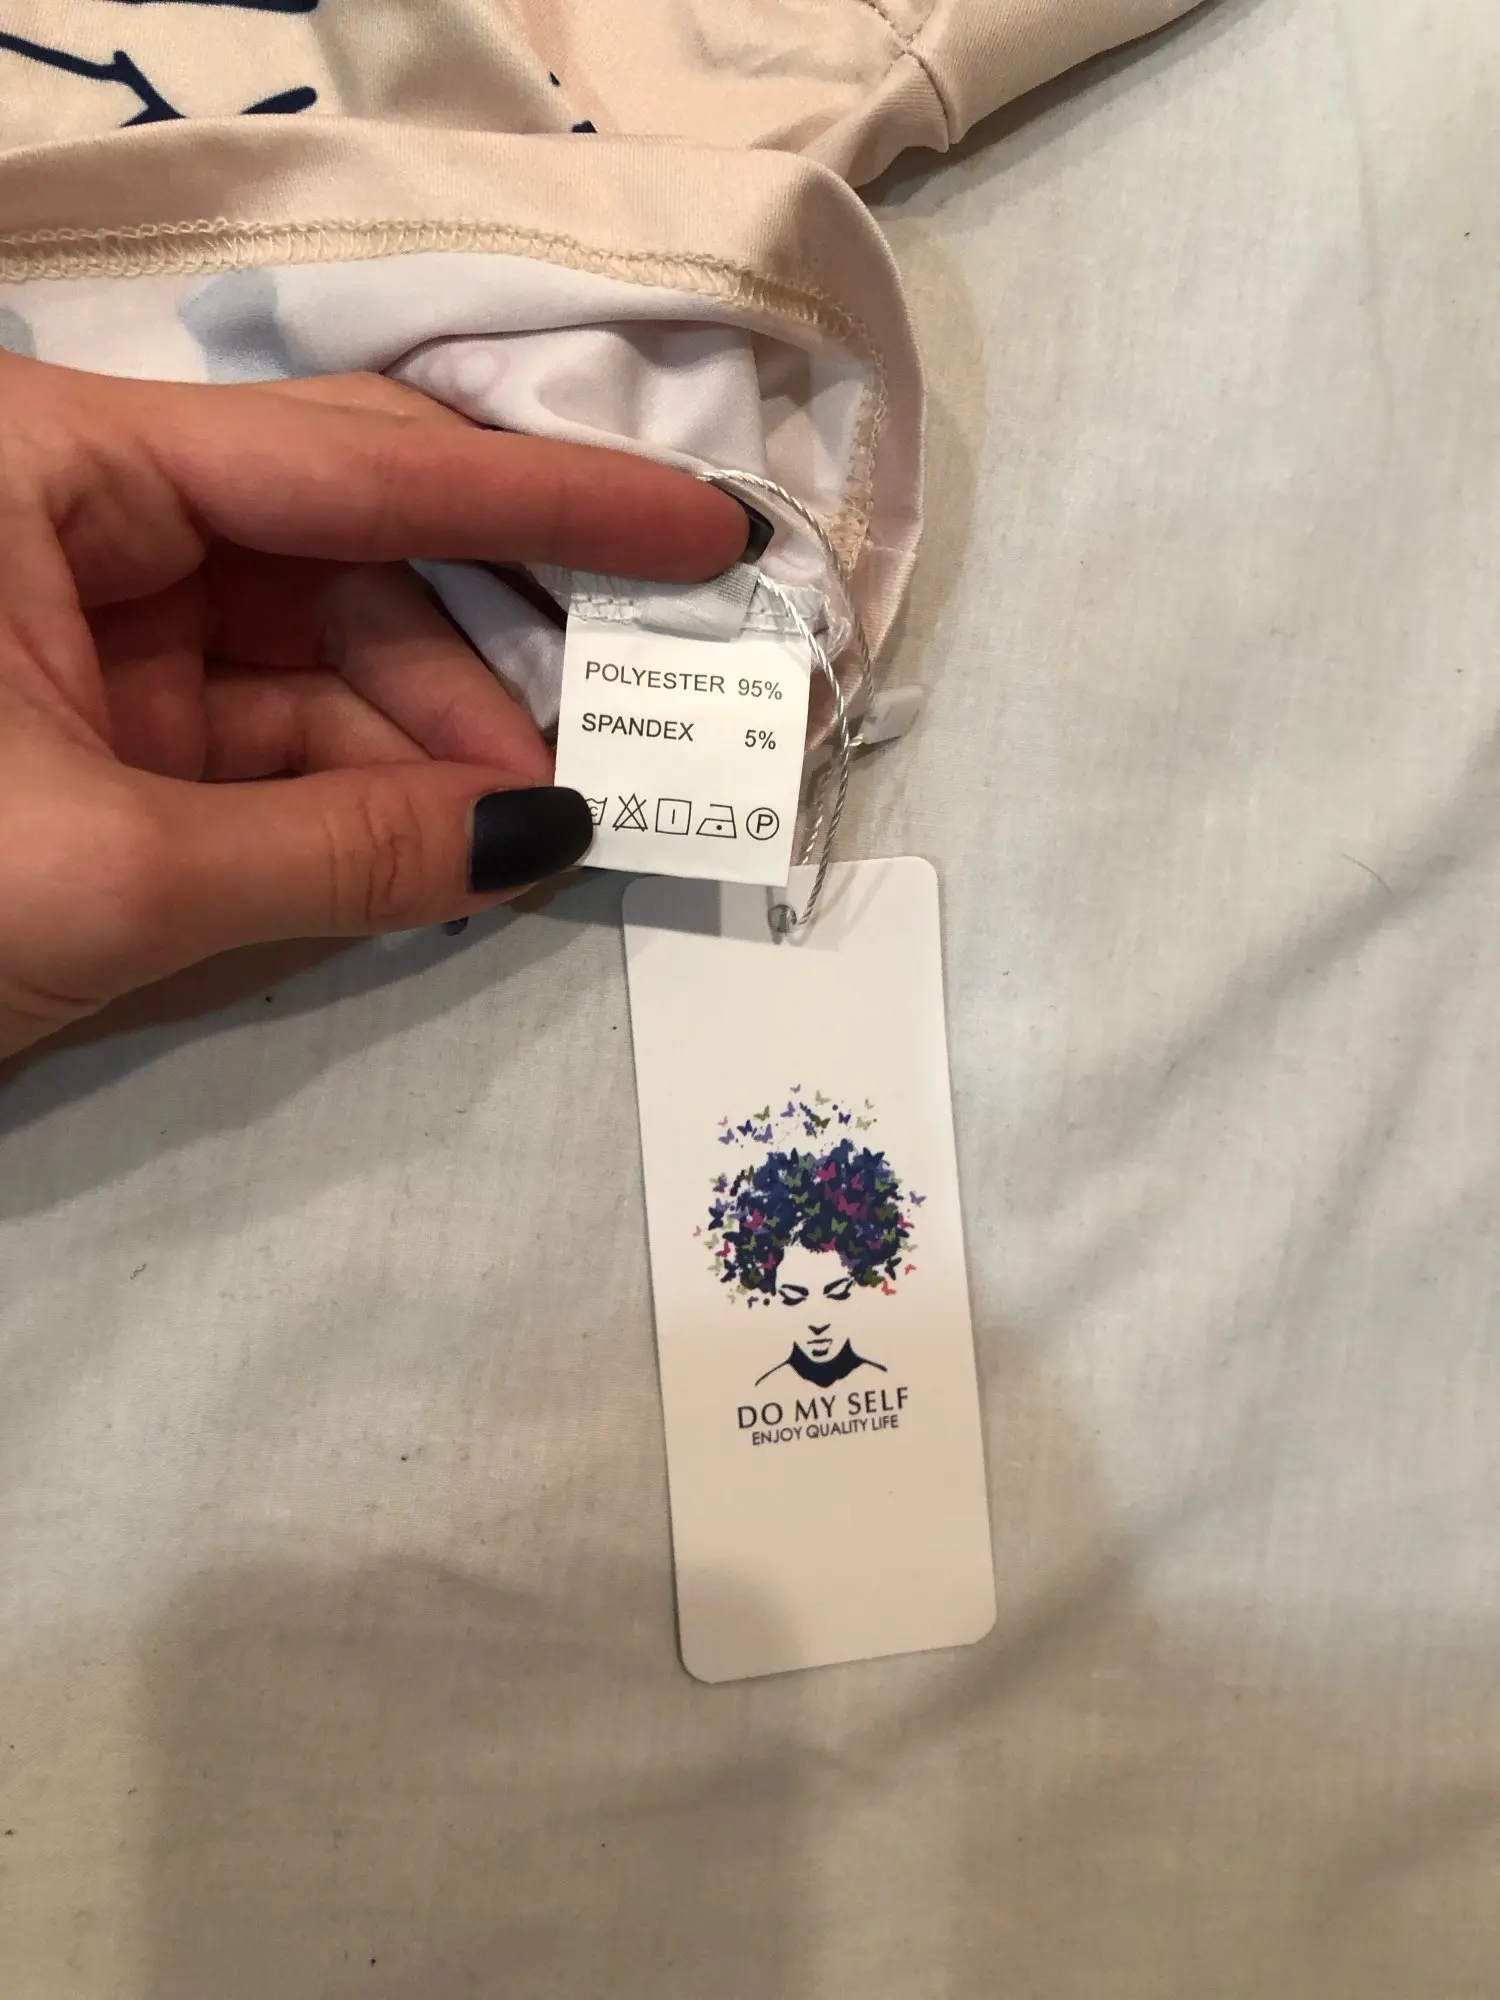 POLYESTER 95%
SPANDEX 5%
P
DO MY SELF
ENJOY QUALITY LIFE